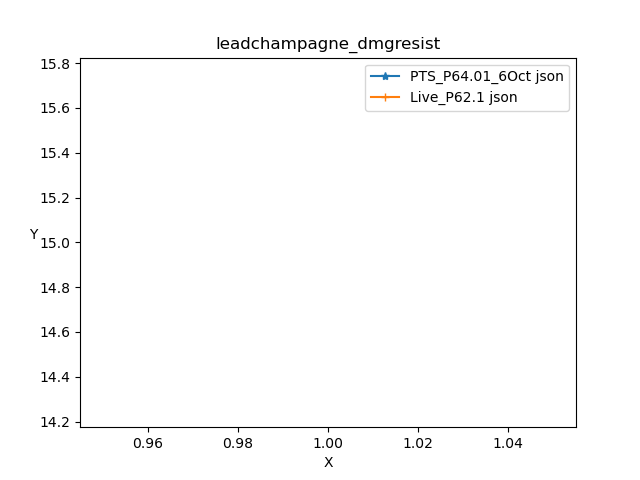 leadchampagne_dmgresist
15.8
PTS_P64.01_6Oct json
Live_P62.1 json
15.6
15.4
15.2
Y
15.0
14.8
14.6
14.4
14.2
0.96 0.98 1.00 1.02 1.04
X